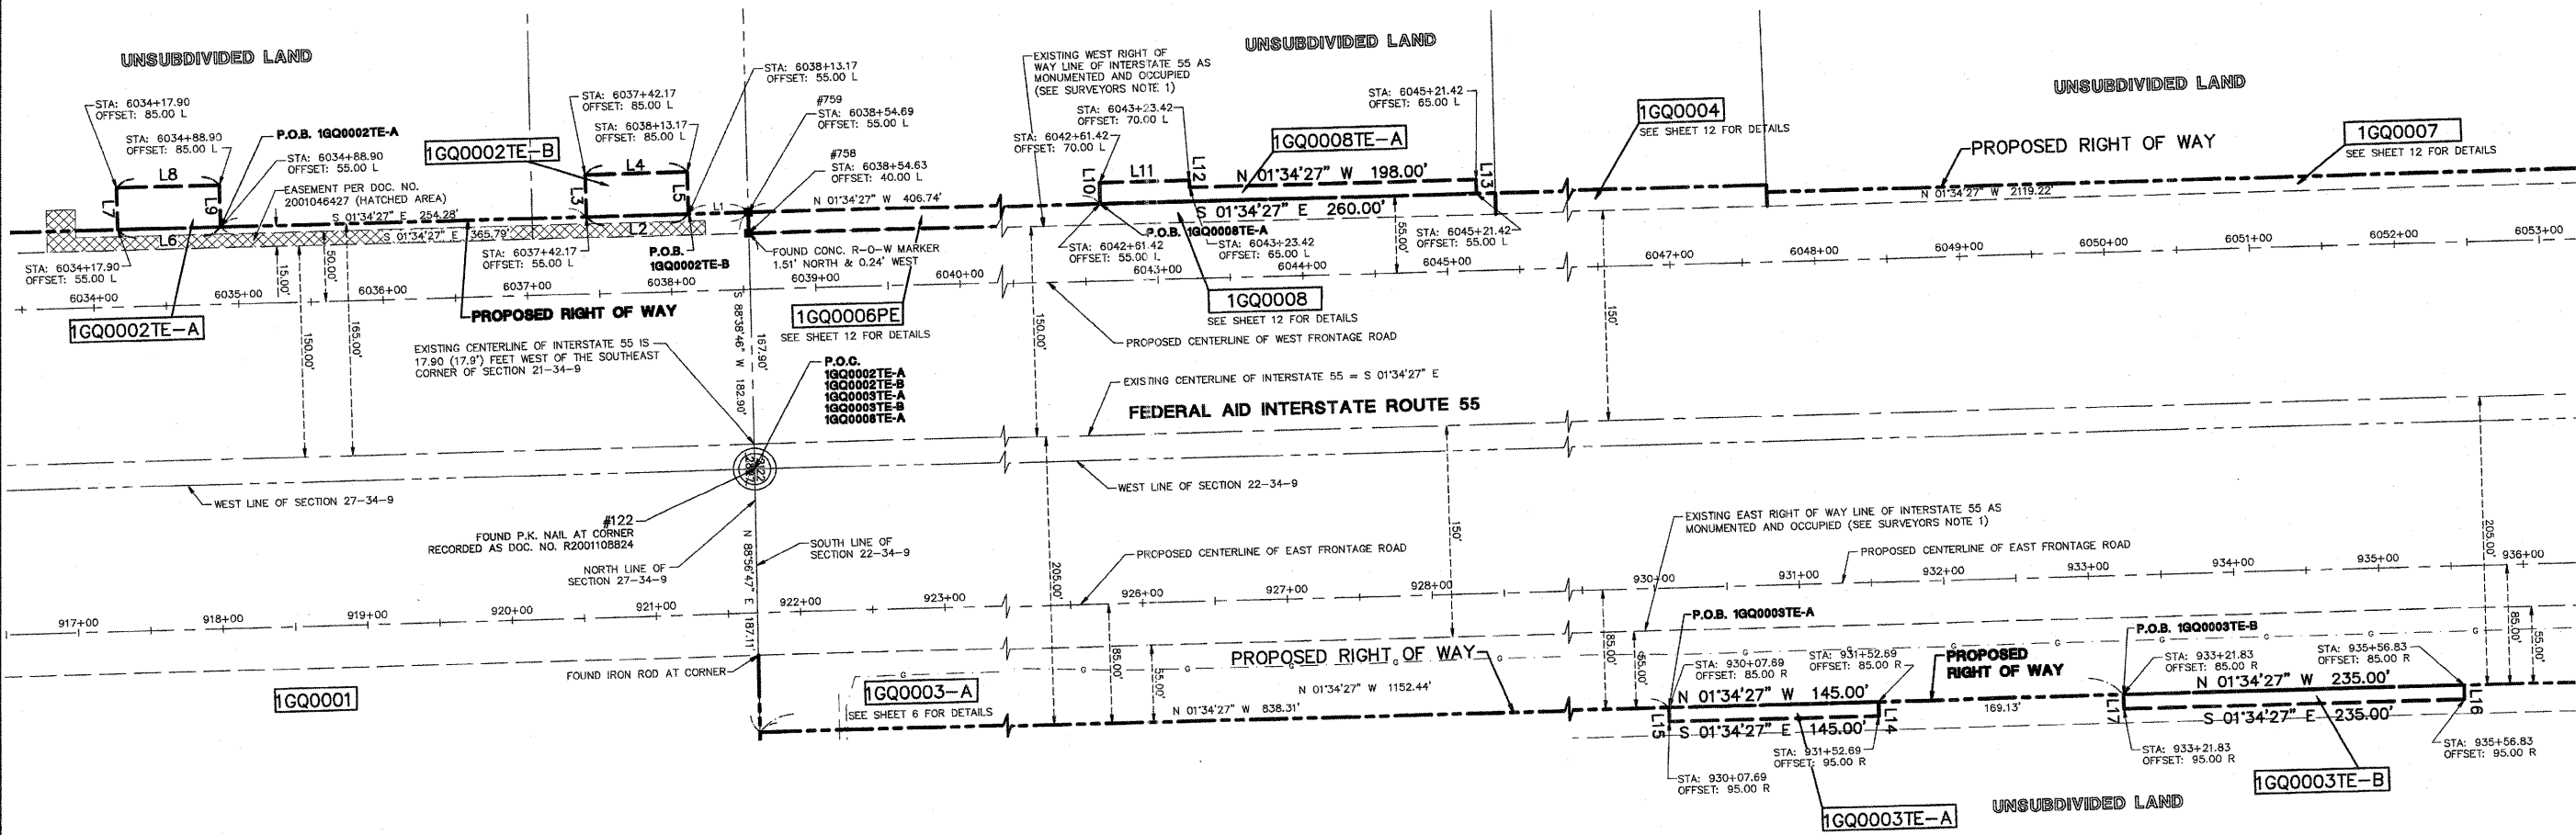 UNSUBDIVIDED LAND
STA: 6034+17.90
OFFSET: 85.00 L
STA: 6034+88.90
OFFSET: 85.00 L
P.O.B. 1GQ0002TE-A
STA: 6034+88.90
OFFSET: 55.00 L
EASEMENT PER DOC. NO.
2001046427 (HATCHED AREA)
L8
L7
L9
L6
S 01°34'27" E 254.28'
S 01°34'27" E 365.79'
STA: 6034+17.90
OFFSET: 55.00 L
1GQ0002TE-A
1GQ0002TE-B
STA: 6037+42.17
OFFSET: 85.00 L
STA: 6038+13.17
OFFSET: 85.00 L
L4
L3
L5
L2
L1
STA: 6037+42.17
OFFSET: 55.00 L
P.O.B.
1GQ0002TE-B
STA: 6038+13.17
OFFSET: 55.00 L
#759
STA: 6038+54.69
OFFSET: 55.00 L
#758
STA: 6038+54.63
OFFSET: 40.00 L
N 01°34'27" W 406.74'
FOUND CONC. R-O-W MARKER
1.51' NORTH & 0.24' WEST
EXISTING WEST RIGHT OF
WAY LINE OF INTERSTATE 55 AS
MONUMENTED AND OCCUPIED
(SEE SURVEYORS NOTE 1)
UNSUBDIVIDED LAND
STA: 6042+61.42
OFFSET: 70.00 L
STA: 6043+23.42
OFFSET: 70.00 L
1GQ0008TE-A
STA: 6045+21.42
OFFSET: 65.00 L
L10
L11
L12
L13
N 01°34'27" W 198.00'
S 01°34'27" E 260.00'
P.O.B. 1GQ0008TE-A
STA: 6042+61.42
OFFSET: 55.00 L
STA: 6043+23.42
OFFSET: 65.00 L
STA: 6045+21.42
OFFSET: 55.00 L
55.00'
1GQ0004
SEE SHEET 12 FOR DETAILS
UNSUBDIVIDED LAND
PROPOSED RIGHT OF WAY
1GQ0007
SEE SHEET 12 FOR DETAILS
N 01°34'27" W 2119.22'
6034+00
6035+00
6036+00
6037+00
6038+00
6039+00
6040+00
6043+00
6044+00
6045+00
6047+00
6048+00
6049+00
6050+00
6051+00
6052+00
6053+00
15.00'
50.00'
150.00'
165.00'
PROPOSED RIGHT OF WAY
S 88°38'46" W 182.90'
167.90'
1GQ0006PE
SEE SHEET 12 FOR DETAILS
150.00'
1GQ0008
SEE SHEET 12 FOR DETAILS
PROPOSED CENTERLINE OF WEST FRONTAGE ROAD
150'
EXISTING CENTERLINE OF INTERSTATE 55 IS
17.90 (17.9') FEET WEST OF THE SOUTHEAST
CORNER OF SECTION 21-34-9
P.O.C.
1GQ0002TE-A
1GQ0002TE-B
1GQ0003TE-A
1GQ0003TE-B
1GQ0008TE-A
EXISTING CENTERLINE OF INTERSTATE 55 = S 01°34'27" E
FEDERAL AID INTERSTATE ROUTE 55
WEST LINE OF SECTION 27-34-9
WEST LINE OF SECTION 22-34-9
#122
FOUND P.K. NAIL AT CORNER
RECORDED AS DOC. NO. R2001108824
NORTH LINE OF
SECTION 27-34-9
SOUTH LINE OF
SECTION 22-34-9
N 88°56'47" E 187.11'
205.00'
150'
PROPOSED CENTERLINE OF EAST FRONTAGE ROAD
EXISTING EAST RIGHT OF WAY LINE OF INTERSTATE 55 AS
MONUMENTED AND OCCUPIED (SEE SURVEYORS NOTE 1)
PROPOSED CENTERLINE OF EAST FRONTAGE ROAD
205.00'
917+00
918+00
919+00
920+00
921+00
922+00
923+00
926+00
927+00
928+00
930+00
931+00
932+00
933+00
934+00
935+00
936+00
FOUND IRON ROD AT CORNER
1GQ0001
1GQ0003-A
SEE SHEET 6 FOR DETAILS
85.00'
55.00'
PROPOSED RIGHT OF WAY
N 01°34'27" W 1152.44'
N 01°34'27" W 838.31'
85.00'
55.00'
P.O.B. 1GQ0003TE-A
STA: 930+07.69
OFFSET: 85.00 R
STA: 931+52.69
OFFSET: 85.00 R
PROPOSED
RIGHT OF WAY
N 01°34'27" W 145.00'
S 01°34'27" E 145.00'
L15
L14
169.13'
STA: 931+52.69
OFFSET: 95.00 R
STA: 930+07.69
OFFSET: 95.00 R
1GQ0003TE-A
P.O.B. 1GQ0003TE-B
STA: 933+21.83
OFFSET: 85.00 R
STA: 935+56.83
OFFSET: 85.00 R
N 01°34'27" W 235.00'
S 01°34'27" E 235.00'
L17
L16
85.00'
55.00'
STA: 933+21.83
OFFSET: 95.00 R
STA: 935+56.83
OFFSET: 95.00 R
1GQ0003TE-B
UNSUBDIVIDED LAND